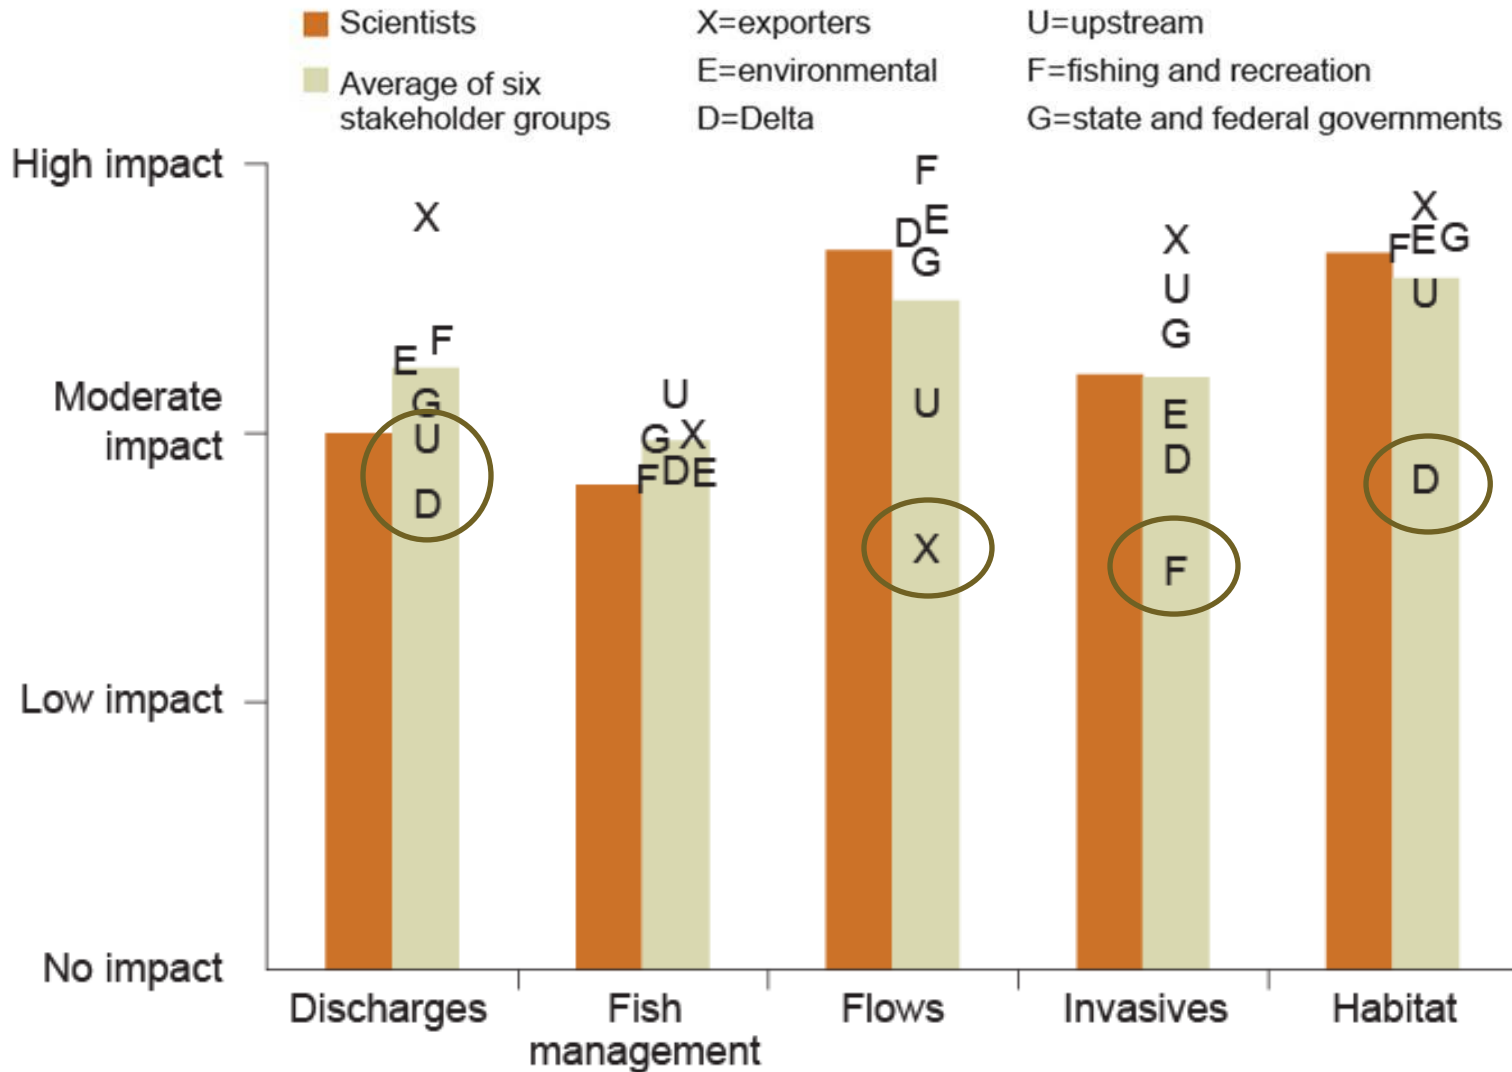 Scientists
Average of six
stakeholder groups
X=exporters
E=environmental
D=Delta
U=upstream
F=fishing and recreation
G=state and federal governments
High impact
Moderate
impact
Low impact
No impact
X
E F
G
U
D
U
G X
F D E
F
D E
G
U
X
X
U
G
E
D
F
X
F E G
U
D
Discharges
Fish
management
Flows
Invasives
Habitat